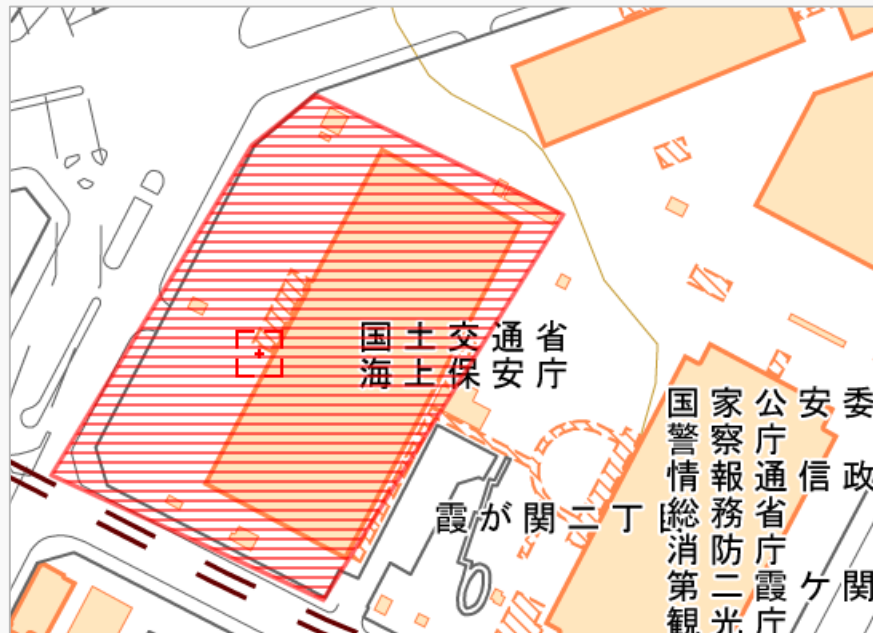 国土交通省
海上保安庁
国家公安委
警察庁
情報通信政
霞が関二丁目
総務省
消防庁
第二霞ケ関
観光庁